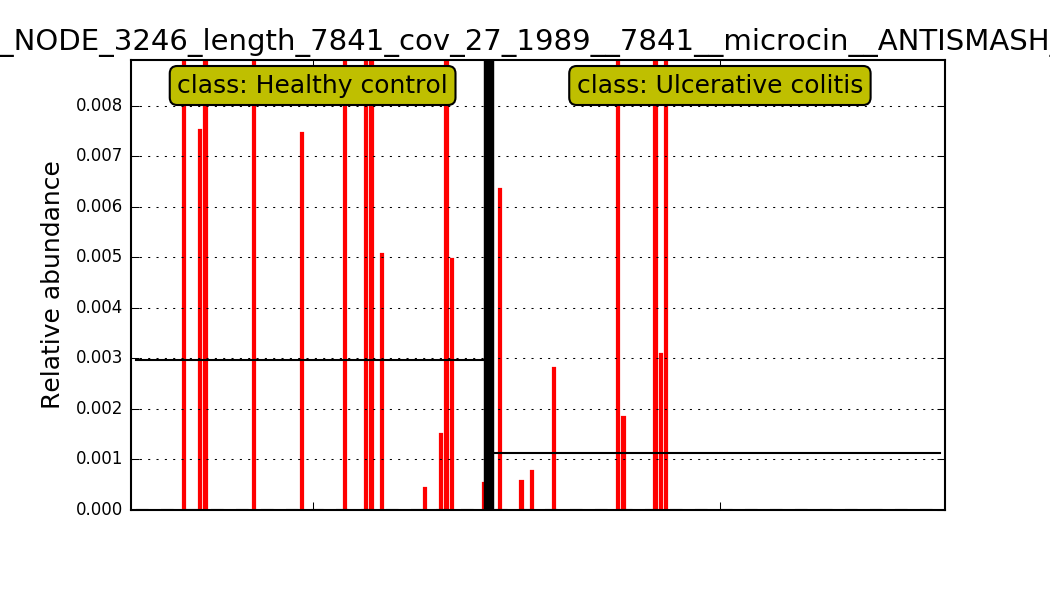 _NODE_3246_length_7841_cov_27_1989__7841__microcin__ANTISMASH_
class: Healthy control
class: Ulcerative colitis
Relative abundance
0.008
0.007
0.006
0.005
0.004
0.003
0.002
0.001
0.000